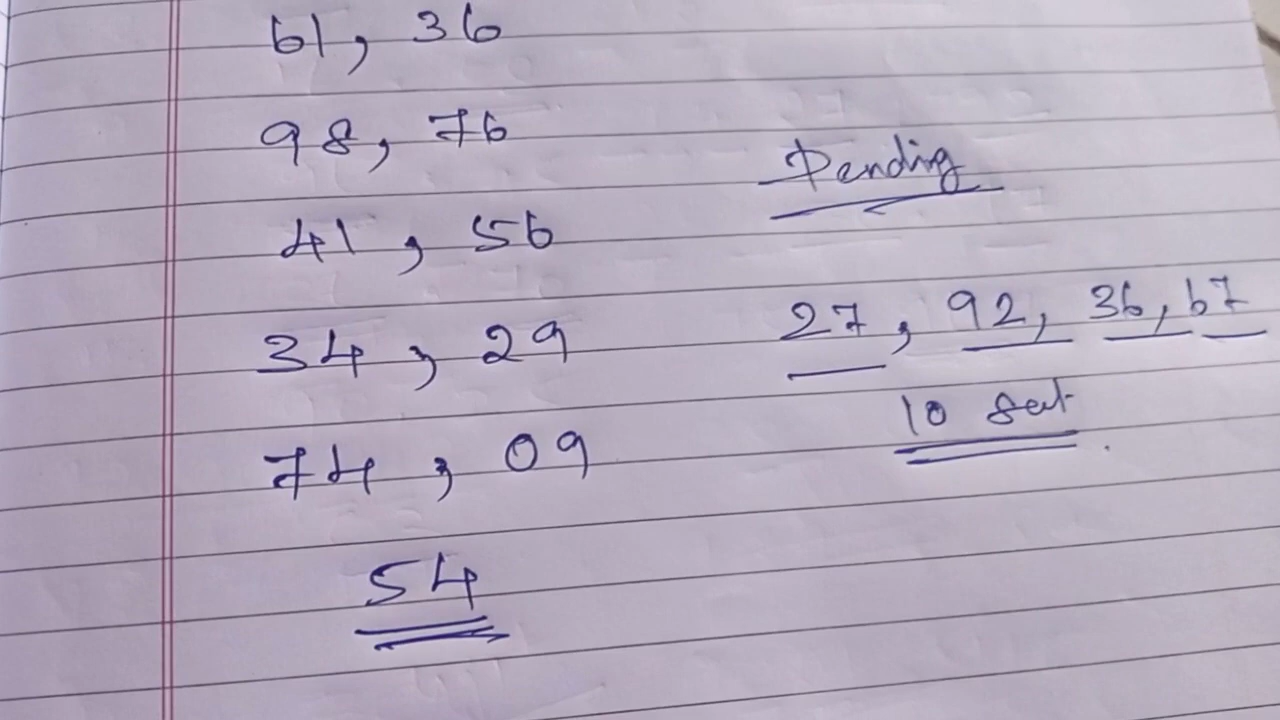 61, 36
98, 76
41, 56
34, 29
74, 09
54
Pending
27, 92, 36, 67
10 set